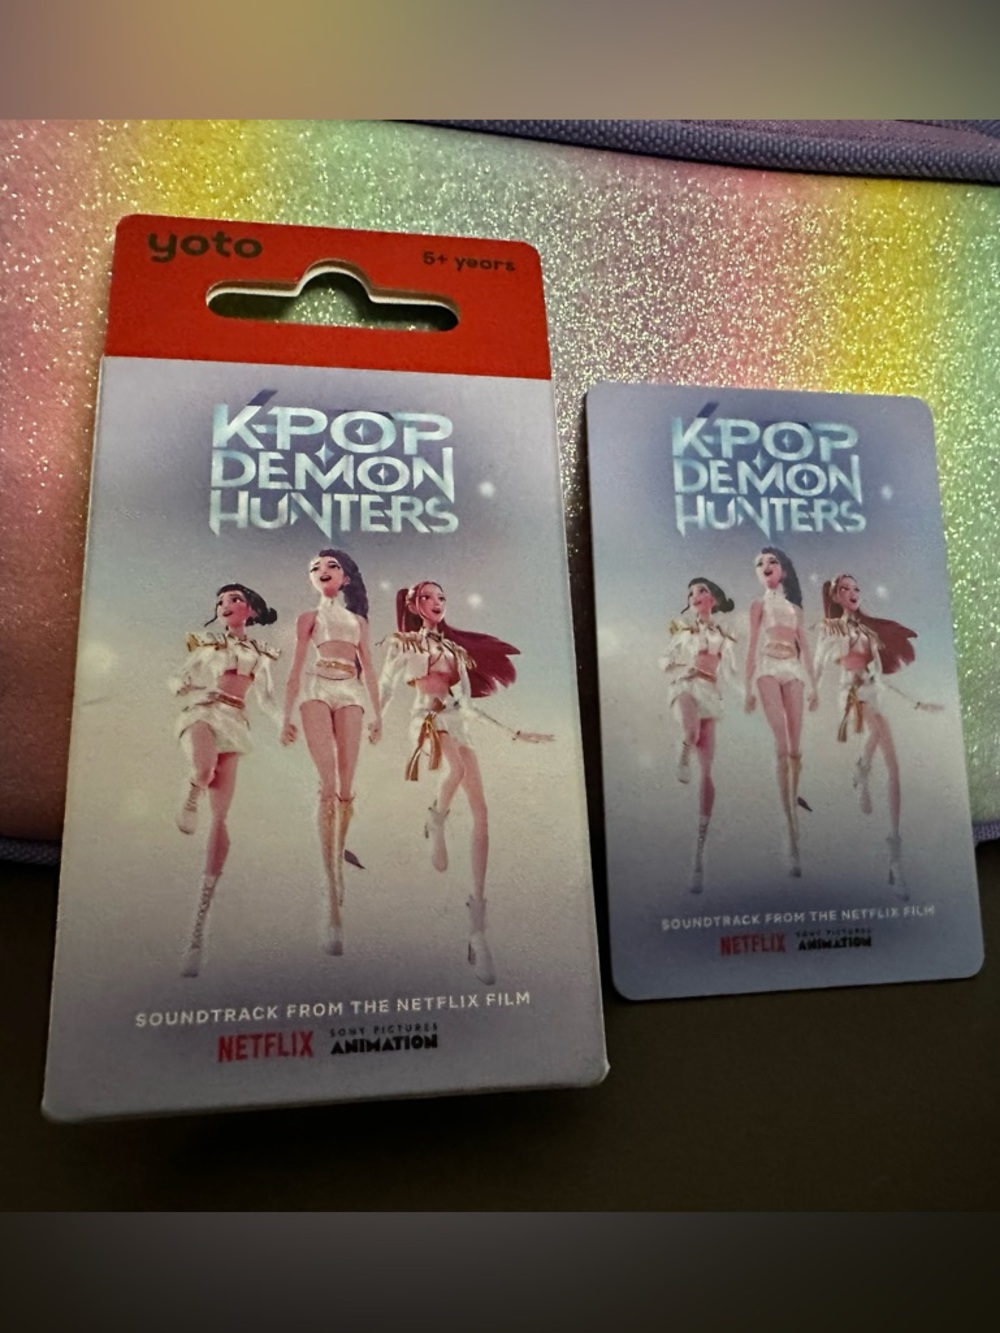 yoto
5+ years
K-POP
DEMON
HUNTERS
SOUNDTRACK FROM THE NETFLIX FILM
NETFLIX
SONY PICTURES
ANIMATION
K-POP
DEMON
HUNTERS
SOUNDTRACK FROM THE NETFLIX FILM
NETFLIX
SONY PICTURES
ANIMATION